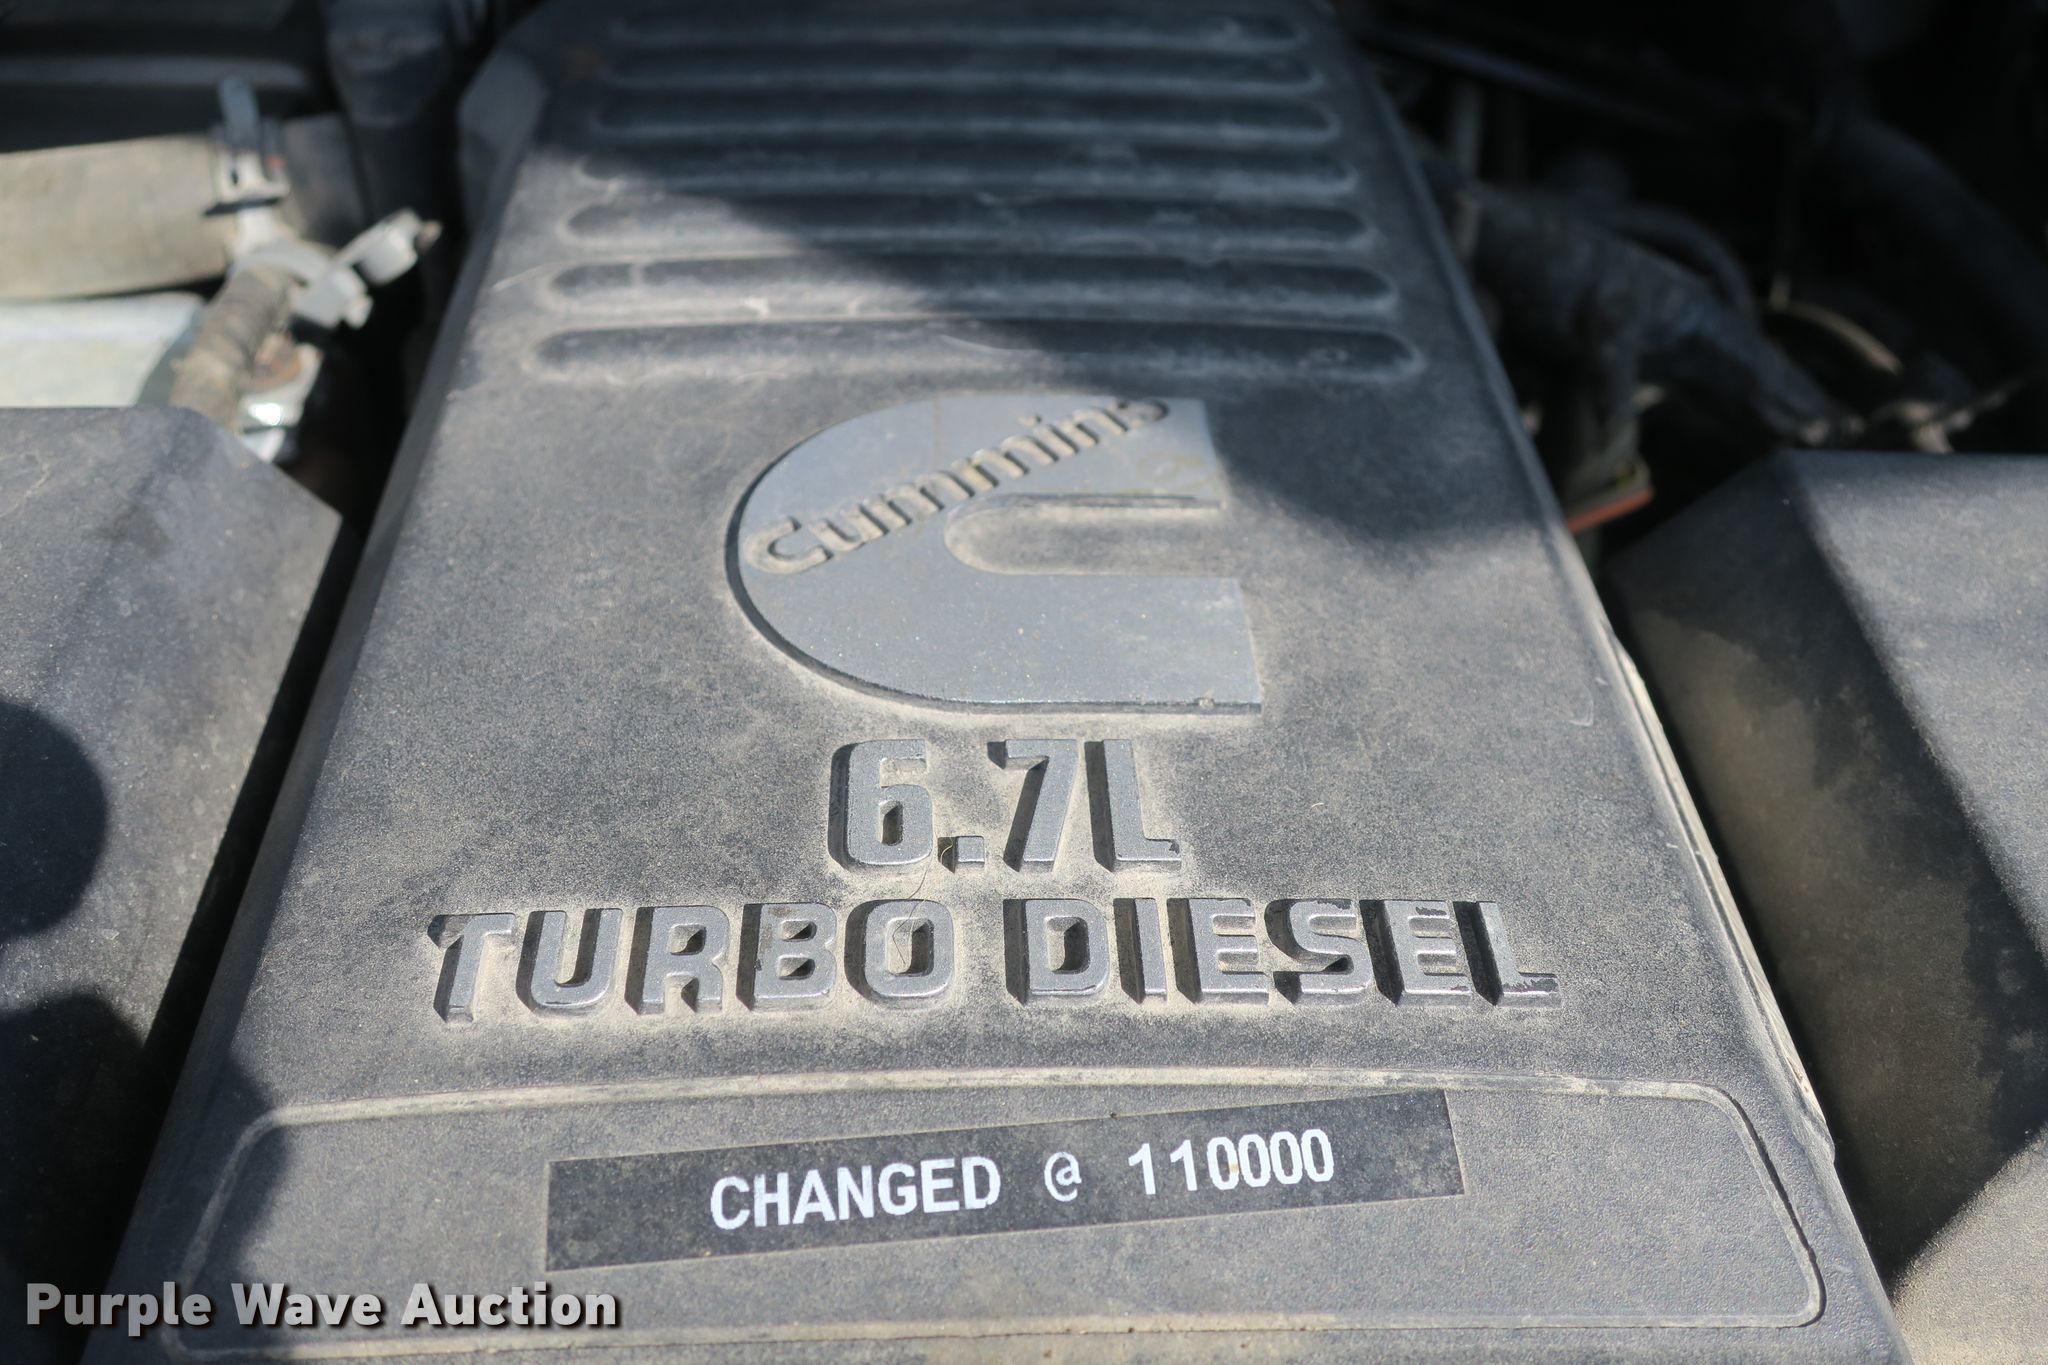 cummins
6.7L
TURBO DIESEL
CHANGED @ 110000
Purple Wave Auction